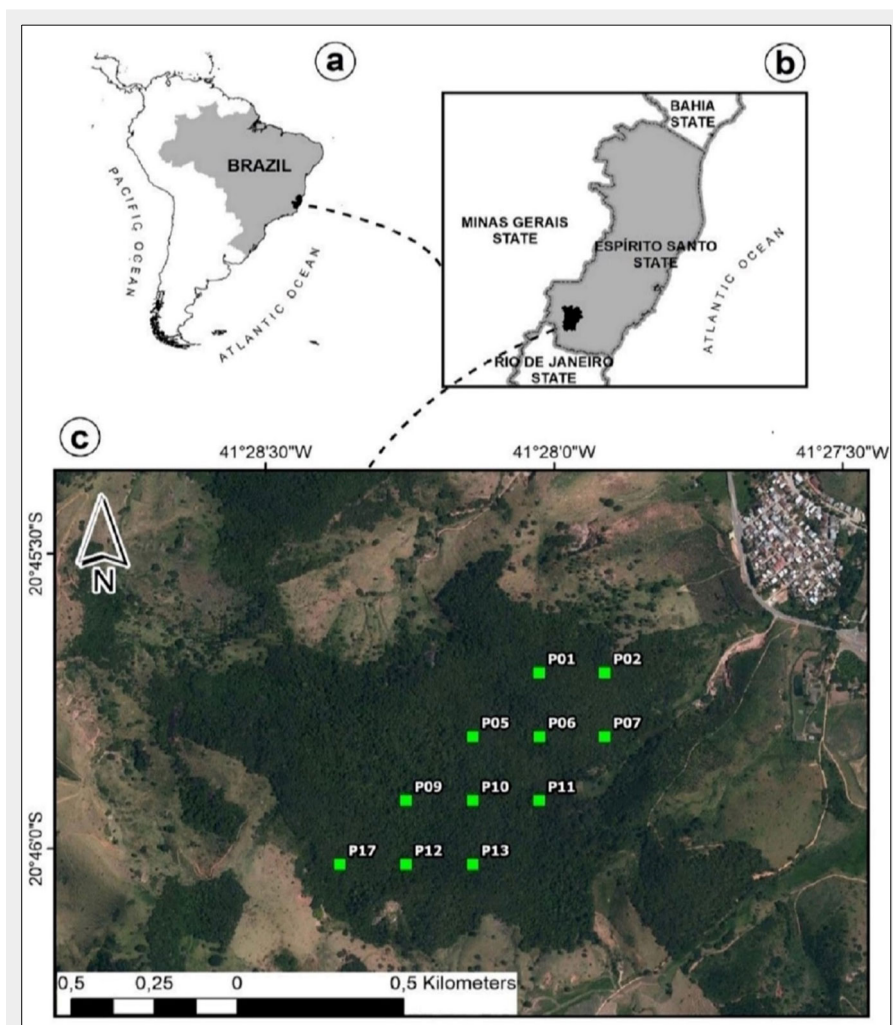 a
b
BRAZIL
PACIFIC OCEAN
ATLANTIC OCEAN
BAHIA
STATE
MINAS GERAIS
STATE
ESPÍRITO SANTO
STATE
ATLANTIC OCEAN
RIO DE JANEIRO
STATE
c
41°28'30"W 41°28'0"W 41°27'30"W
20°45'30"S
20°46'0"S
N
P01 P02
P05 P06 P07
P09 P10 P11
P17 P12 P13
0,5 0,25 0 0,5 Kilometers